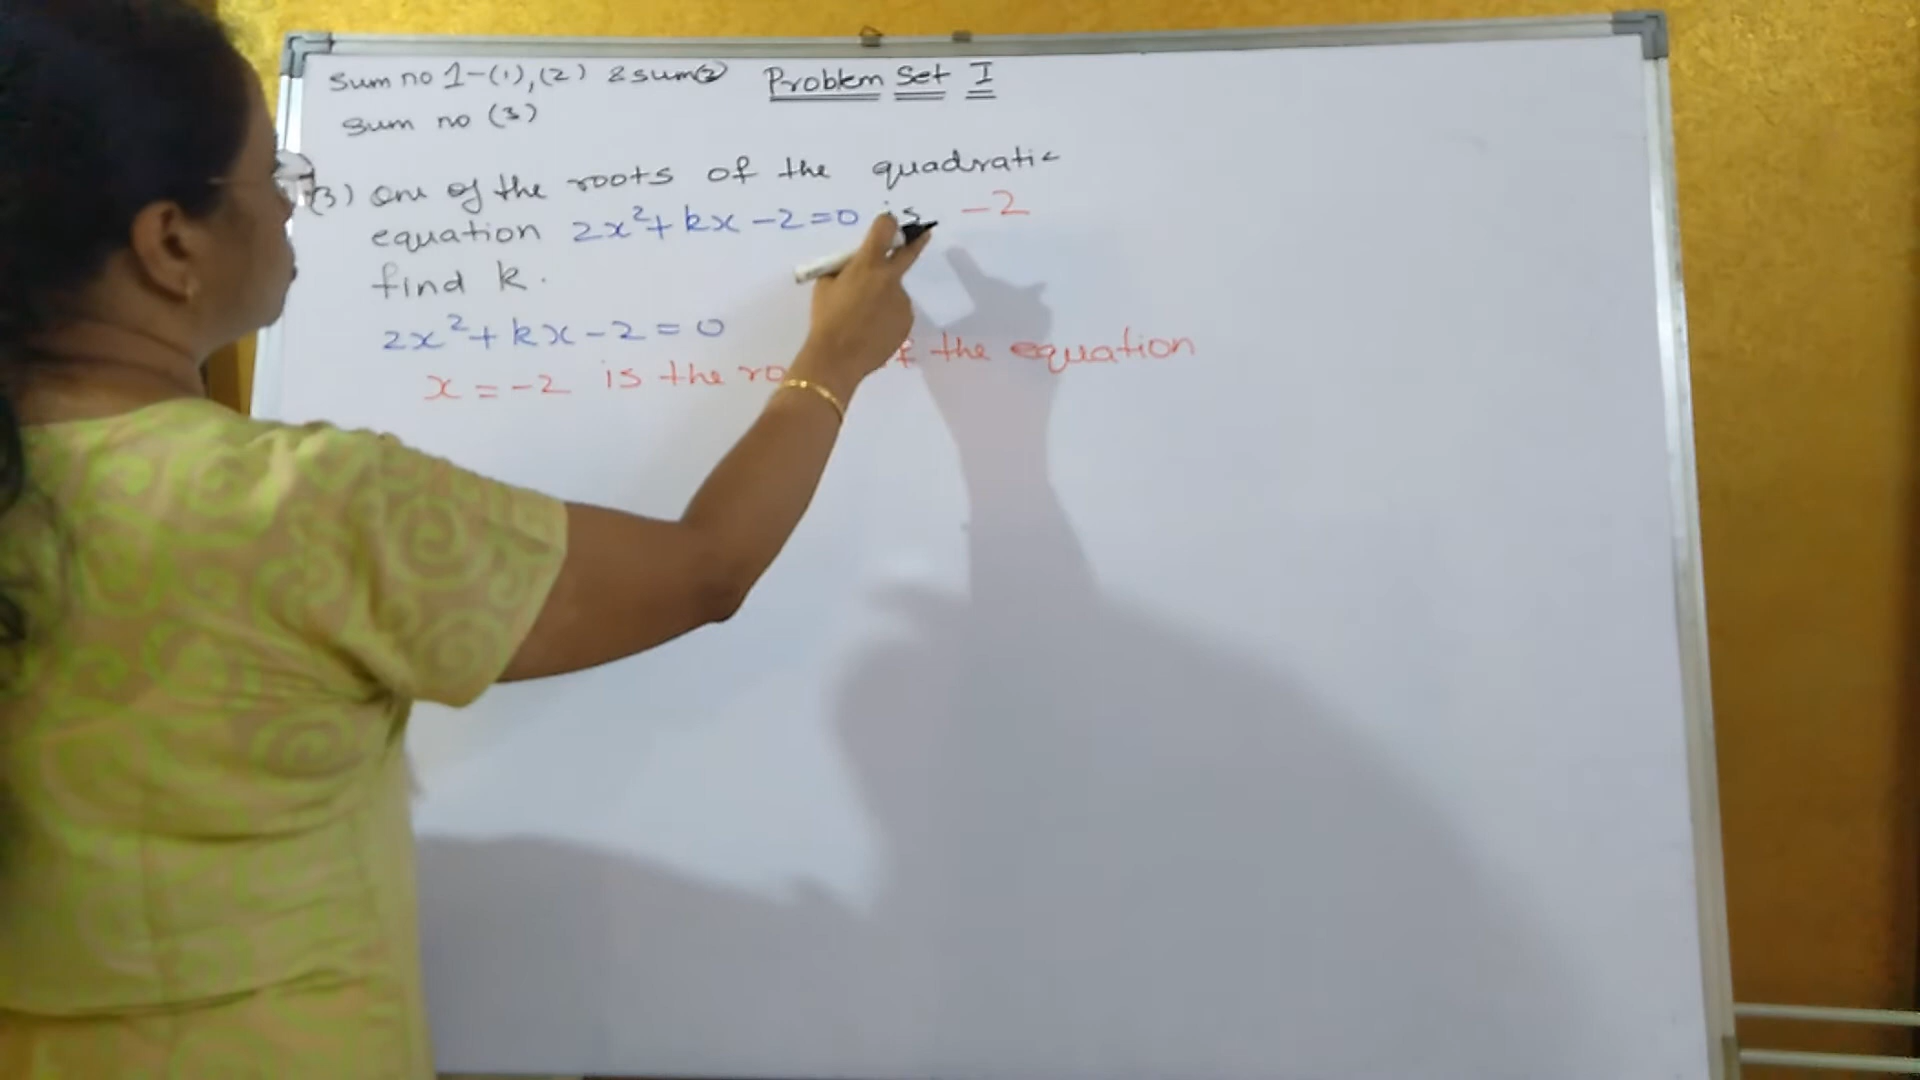 Sum no 1-(1),(2) & sum(2) Problem Set I
Sum no (3)
(3) One of the roots of the quadratic
equation 2x²+kx-2=0 is -2
find k.
2x²+kx-2=0
x=-2 is the the equation